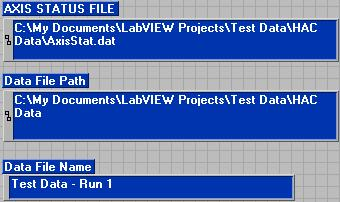 AXIS STATUS FILE
C:\My Documents\LabVIEW Projects\Test Data\HAC
Data\AxisStat.dat
Data File Path
C:\My Documents\LabVIEW Projects\Test Data\HAC
Data
Data File Name
Test Data - Run 1